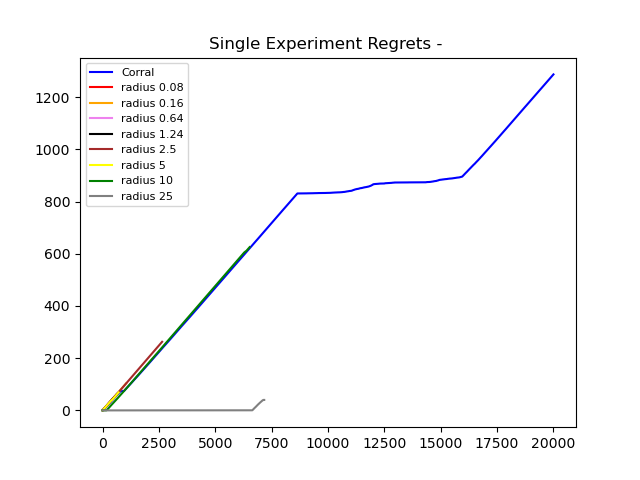 Single Experiment Regrets -
Corral
radius 0.08
radius 0.16
radius 0.64
radius 1.24
radius 2.5
radius 5
radius 10
radius 25
1200
1000
800
600
400
200
0
0 2500 5000 7500 10000 12500 15000 17500 20000